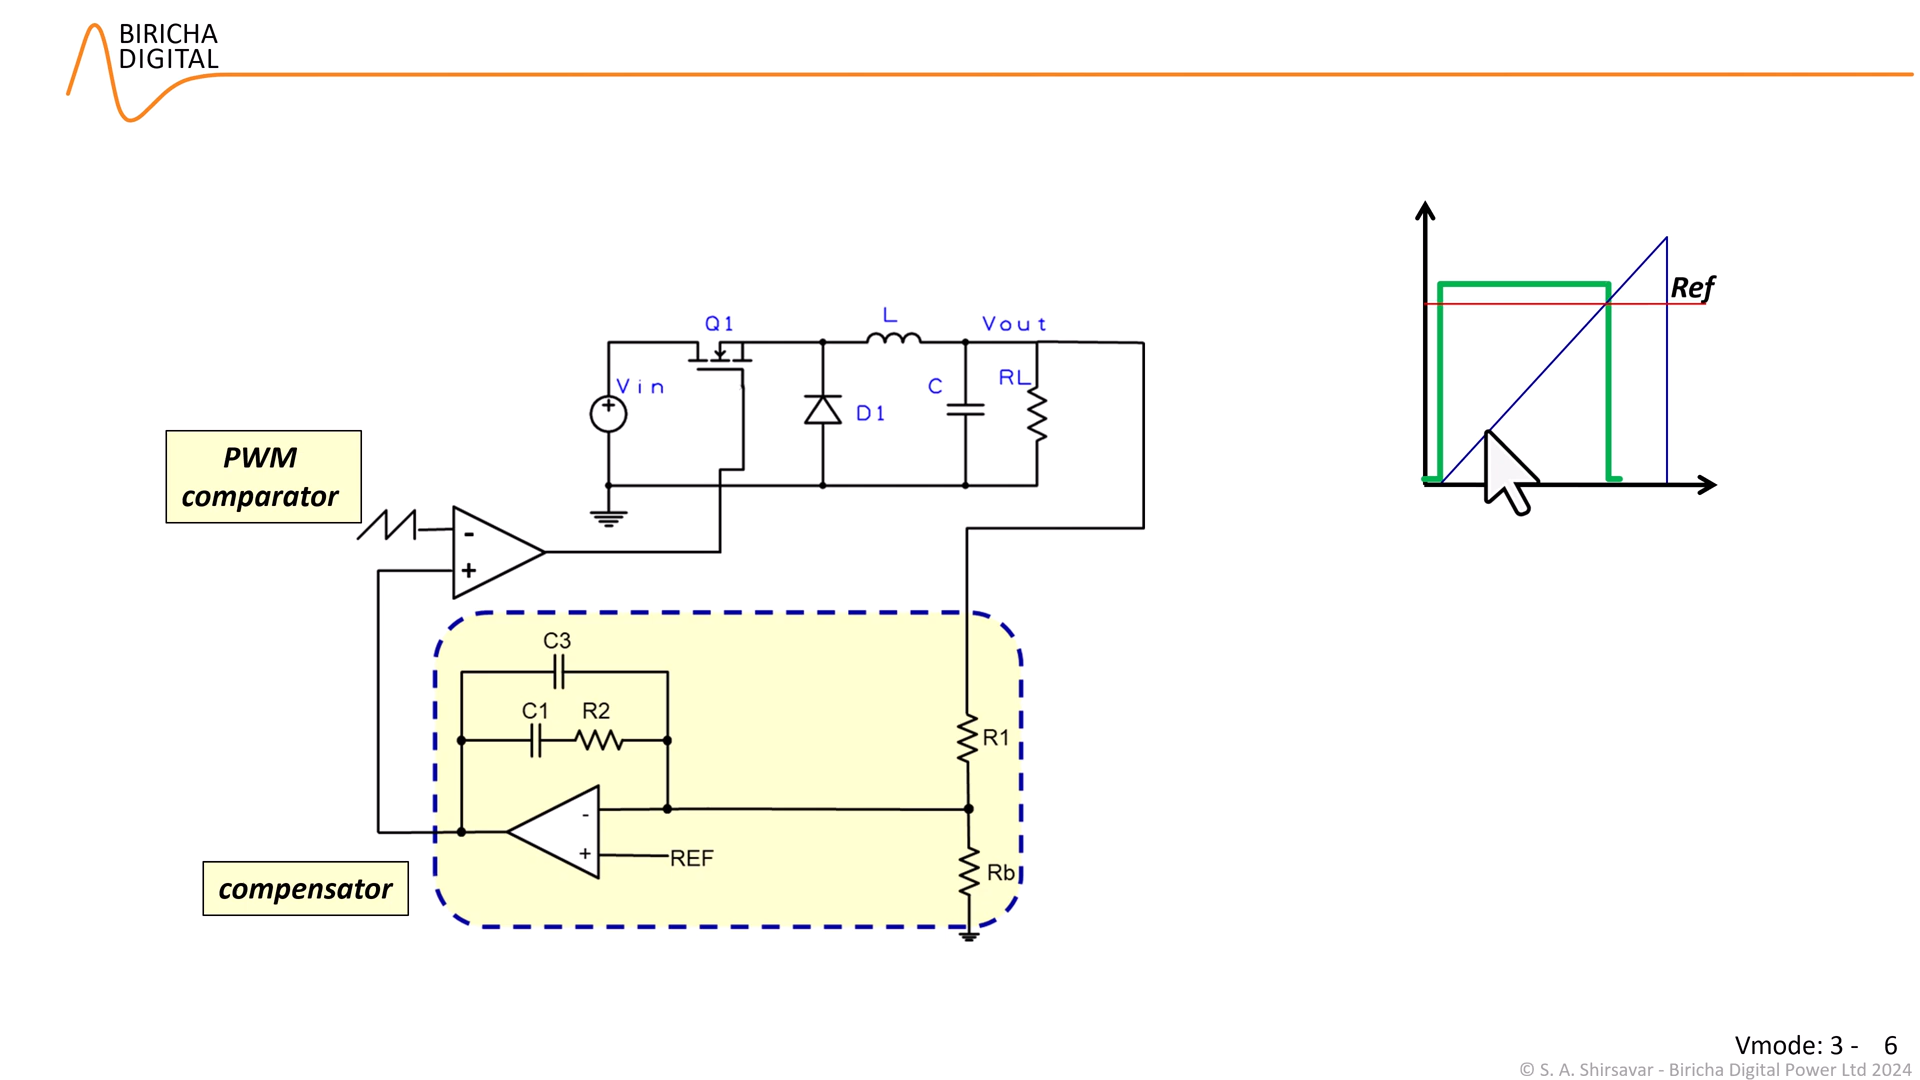 BIRICHA
DIGITAL
Ref
L
Q1
Vout
Vin
C
RL
D1
PWM
comparator
-
+
C3
C1
R2
R1
-
+
REF
Rb
compensator
Vmode: 3 - 6
© S. A. Shirsavar - Biricha Digital Power Ltd 2024